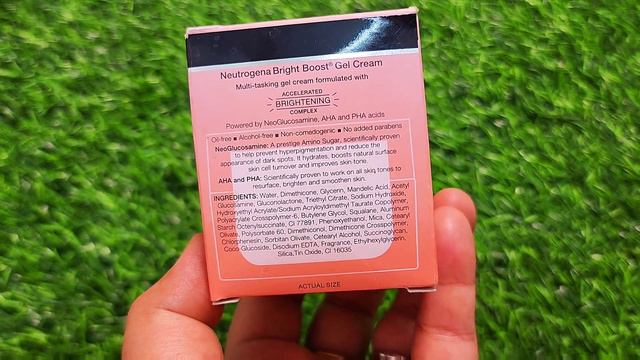 Neutrogena Bright Boost® Gel Cream
Multi-tasking gel cream formulated with
ACCELERATED
BRIGHTENING
COMPLEX
Powered by NeoGlucosamine, AHA and PHA acids
Oil-free ■ Alcohol-free ■ Non-comedogenic ■ No added parabens
NeoGlucosamine: A prestige Amino Sugar, scientifically proven
to help prevent hyperpigmentation and reduce the
appearance of dark spots. It hydrates, boosts natural surface
skin cell turnover and improves skin tone.
AHA and PHA: Scientifically proven to work on all skin tones to
resurface, brighten and smoothen skin.
INGREDIENTS: Water, Dimethicone, Glycerin, Mandelic Acid, Acetyl
Glucosamine, Gluconolactone, Triethyl Citrate, Sodium Hydroxide,
Hydroxyethyl Acrylate/Sodium Acryloyldimethyl Taurate Copolymer,
Polyacrylate Crosspolymer-6, Butylene Glycol, Squalane, Aluminum
Starch Octenylsuccinate, CI 77891, Phenoxyethanol, Mica, Cetearyl
Olivate, Polysorbate 60, Dimethiconol, Dimethicone Crosspolymer,
Chlorphenesin, Sorbitan Olivate, Cetearyl Alcohol, Succinoglycan,
Coco Glucoside, Disodium EDTA, Fragrance, Ethylhexylglycerin,
Silica,Tin Oxide, CI 16035
ACTUAL SIZE